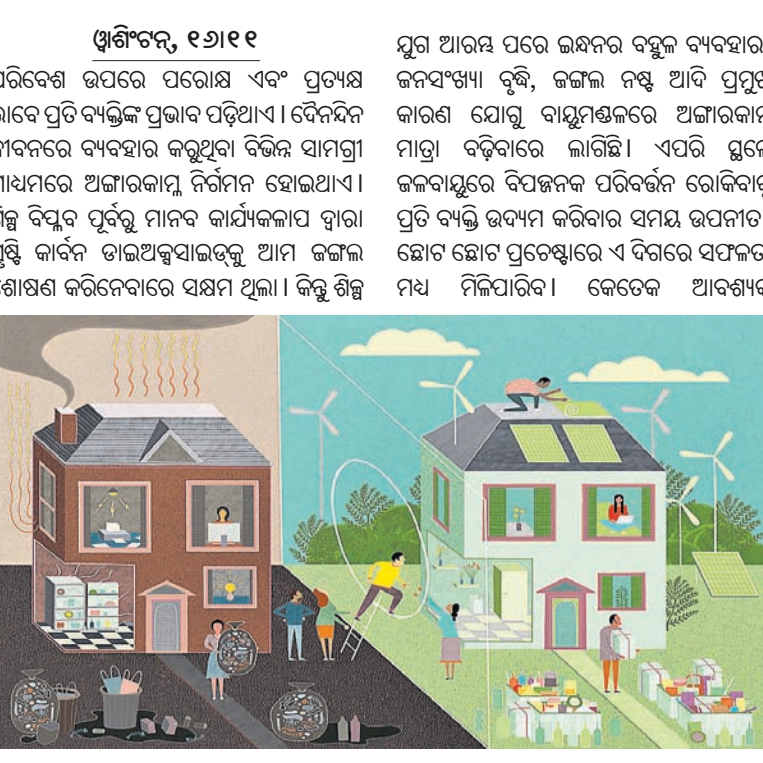 ୱାଶିଂଟନ୍, ୧୬।୧୧
ପରିବେଶ ଉପରେ ପରୋକ୍ଷ ଏବଂ ପ୍ରତ୍ୟକ୍ଷ
ଭାବେ ପ୍ରତି ବ୍ୟକ୍ତିଙ୍କ ପ୍ରଭାବ ପଡ଼ିଥାଏ । ଦୈନନ୍ଦିନ
ଜୀବନରେ ବ୍ୟବହାର କରୁଥିବା ବିଭିନ୍ନ ସାମଗ୍ରୀ
ମାଧ୍ୟମରେ ଅଙ୍ଗାରକାମ୍ଳ ନିର୍ଗମନ ହୋଇଥାଏ ।
ଶିଳ୍ପ ବିପ୍ଳବ ପୂର୍ବରୁ ମାନବ କାର୍ଯ୍ୟକଳାପ ଦ୍ୱାରା
ସୃଷ୍ଟି କାର୍ବନ ଡାଇଅକ୍ସସାଇଡ୍‌କୁ ଆମ ଜଙ୍ଗଲ
ଶୋଷଣ କରିନେବାରେ ସକ୍ଷମ ଥିଲା । କିନ୍ତୁ ଶିଳ୍ପ
ଯୁଗ ଆରମ୍ଭ ପରେ ଇନ୍ଧନର ବହୁଳ ବ୍ୟବହାର,
ଜନସଂଖ୍ୟା ବୃଦ୍ଧି, ଜଙ୍ଗଲ ନଷ୍ଟ ଆଦି ପ୍ରମୁଖ
କାରଣ ଯୋଗୁ ବାୟୁମଣ୍ଡଳରେ ଅଙ୍ଗାରକାମ୍ଳ
ମାତ୍ରା ବଢ଼ିବାରେ ଲାଗିଛି । ଏପରି ସ୍ଥଳେ
ଜଳବାୟୁରେ ବିପଜ୍ଜନକ ପରିବର୍ତ୍ତନ ରୋକିବାକୁ
ପ୍ରତି ବ୍ୟକ୍ତି ଉଦ୍ୟମ କରିବାର ସମୟ ଉପନୀତ ।
ଛୋଟ ଛୋଟ ପ୍ରଚେଷ୍ଟାରେ ଏ ଦିଗରେ ସଫଳତା
ମଧ୍ୟ ମିଳିପାରିବ । କେତେକ ଆବଶ୍ୟକ